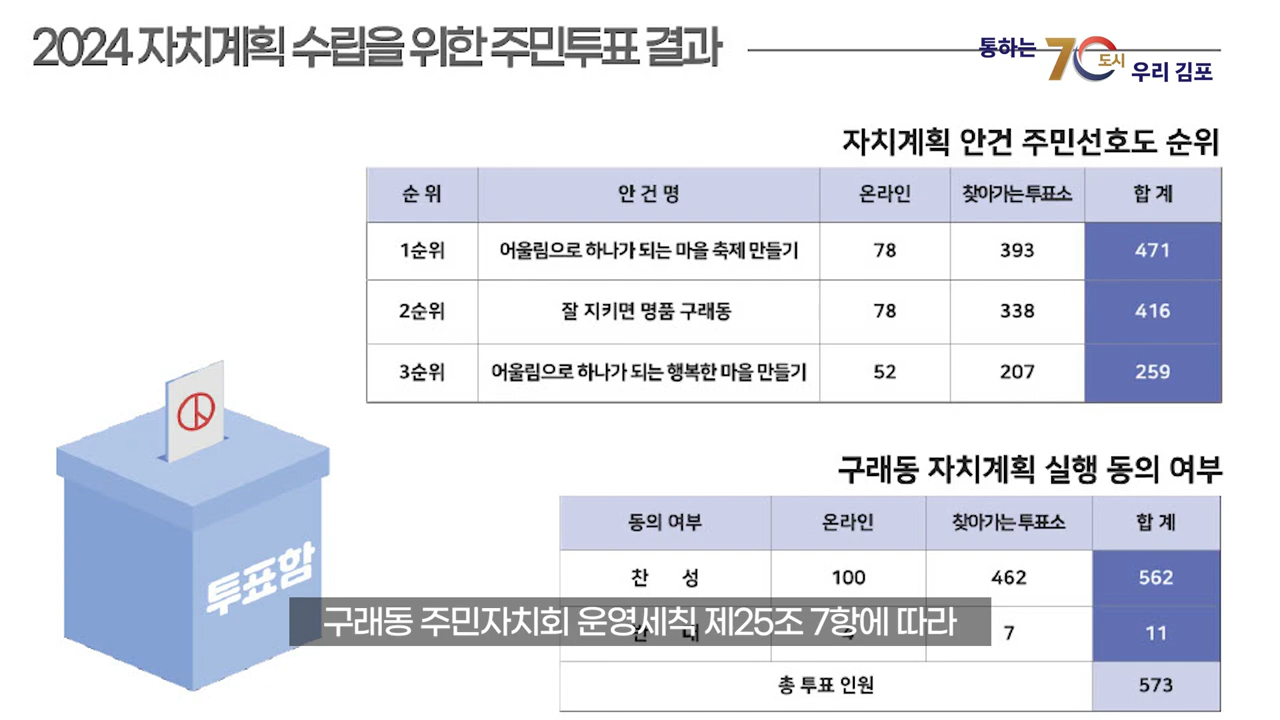 2024 자치계획 수립을 위한 주민투표 결과
통하는 70도시 우리 김포
자치계획 안건 주민선호도 순위
순 위 안 건 명 온라인 찾아가는 투표소 합 계
1순위 어울림으로 하나가 되는 마을 축제 만들기 78 393 471
2순위 잘 지키면 명품 구래동 78 338 416
3순위 어울림으로 하나가 되는 행복한 마을 만들기 52 207 259
구래동 자치계획 실행 동의 여부
동의 여부 온라인 찾아가는 투표소 합 계
찬 성 100 462 562
7 11
총 투표 인원 573
투표함
구래동 주민자치회 운영세칙 제25조 7항에 따라